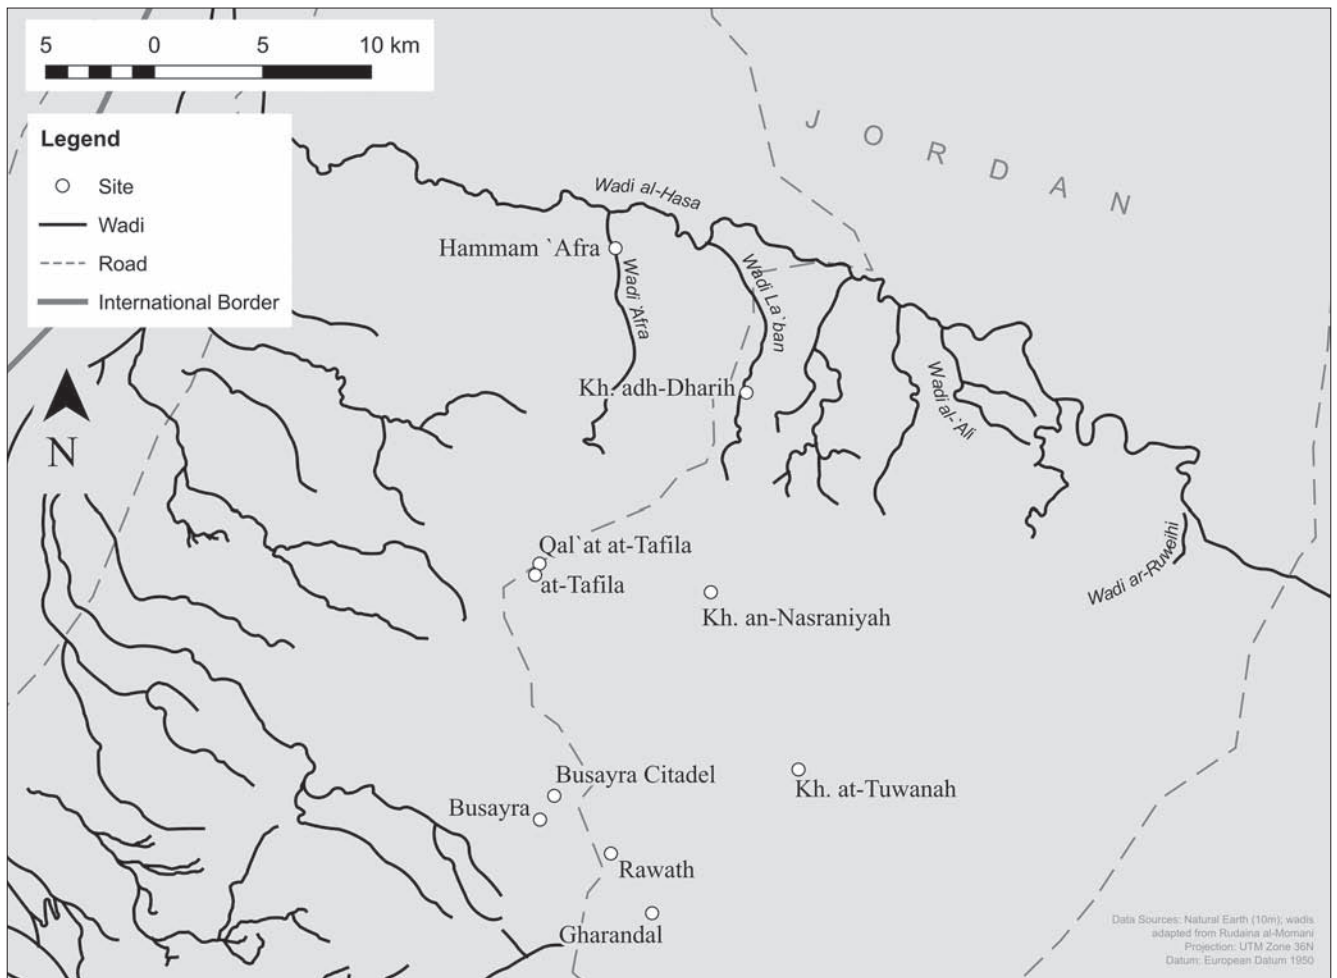 5 0 5 10 km
Legend
Site
Wadi
Road
International Border
N
JORDAN
Wadi al-Hasa
Hammam `Afra
Wadi `Afra
Wadi La`ban
Kh. adh-Dharih
Wadi al-`Ali
Wadi ar-Ruweihi
Qal`at at-Tafila
at-Tafila
Kh. an-Nasraniyah
Busayra Citadel
Kh. at-Tuwanah
Busayra
Rawath
Gharandal
Data Sources: Natural Earth (10m); wadis
adapted from Rudaina al-Momani
Projection: UTM Zone 36N
Datum: European Datum 1950